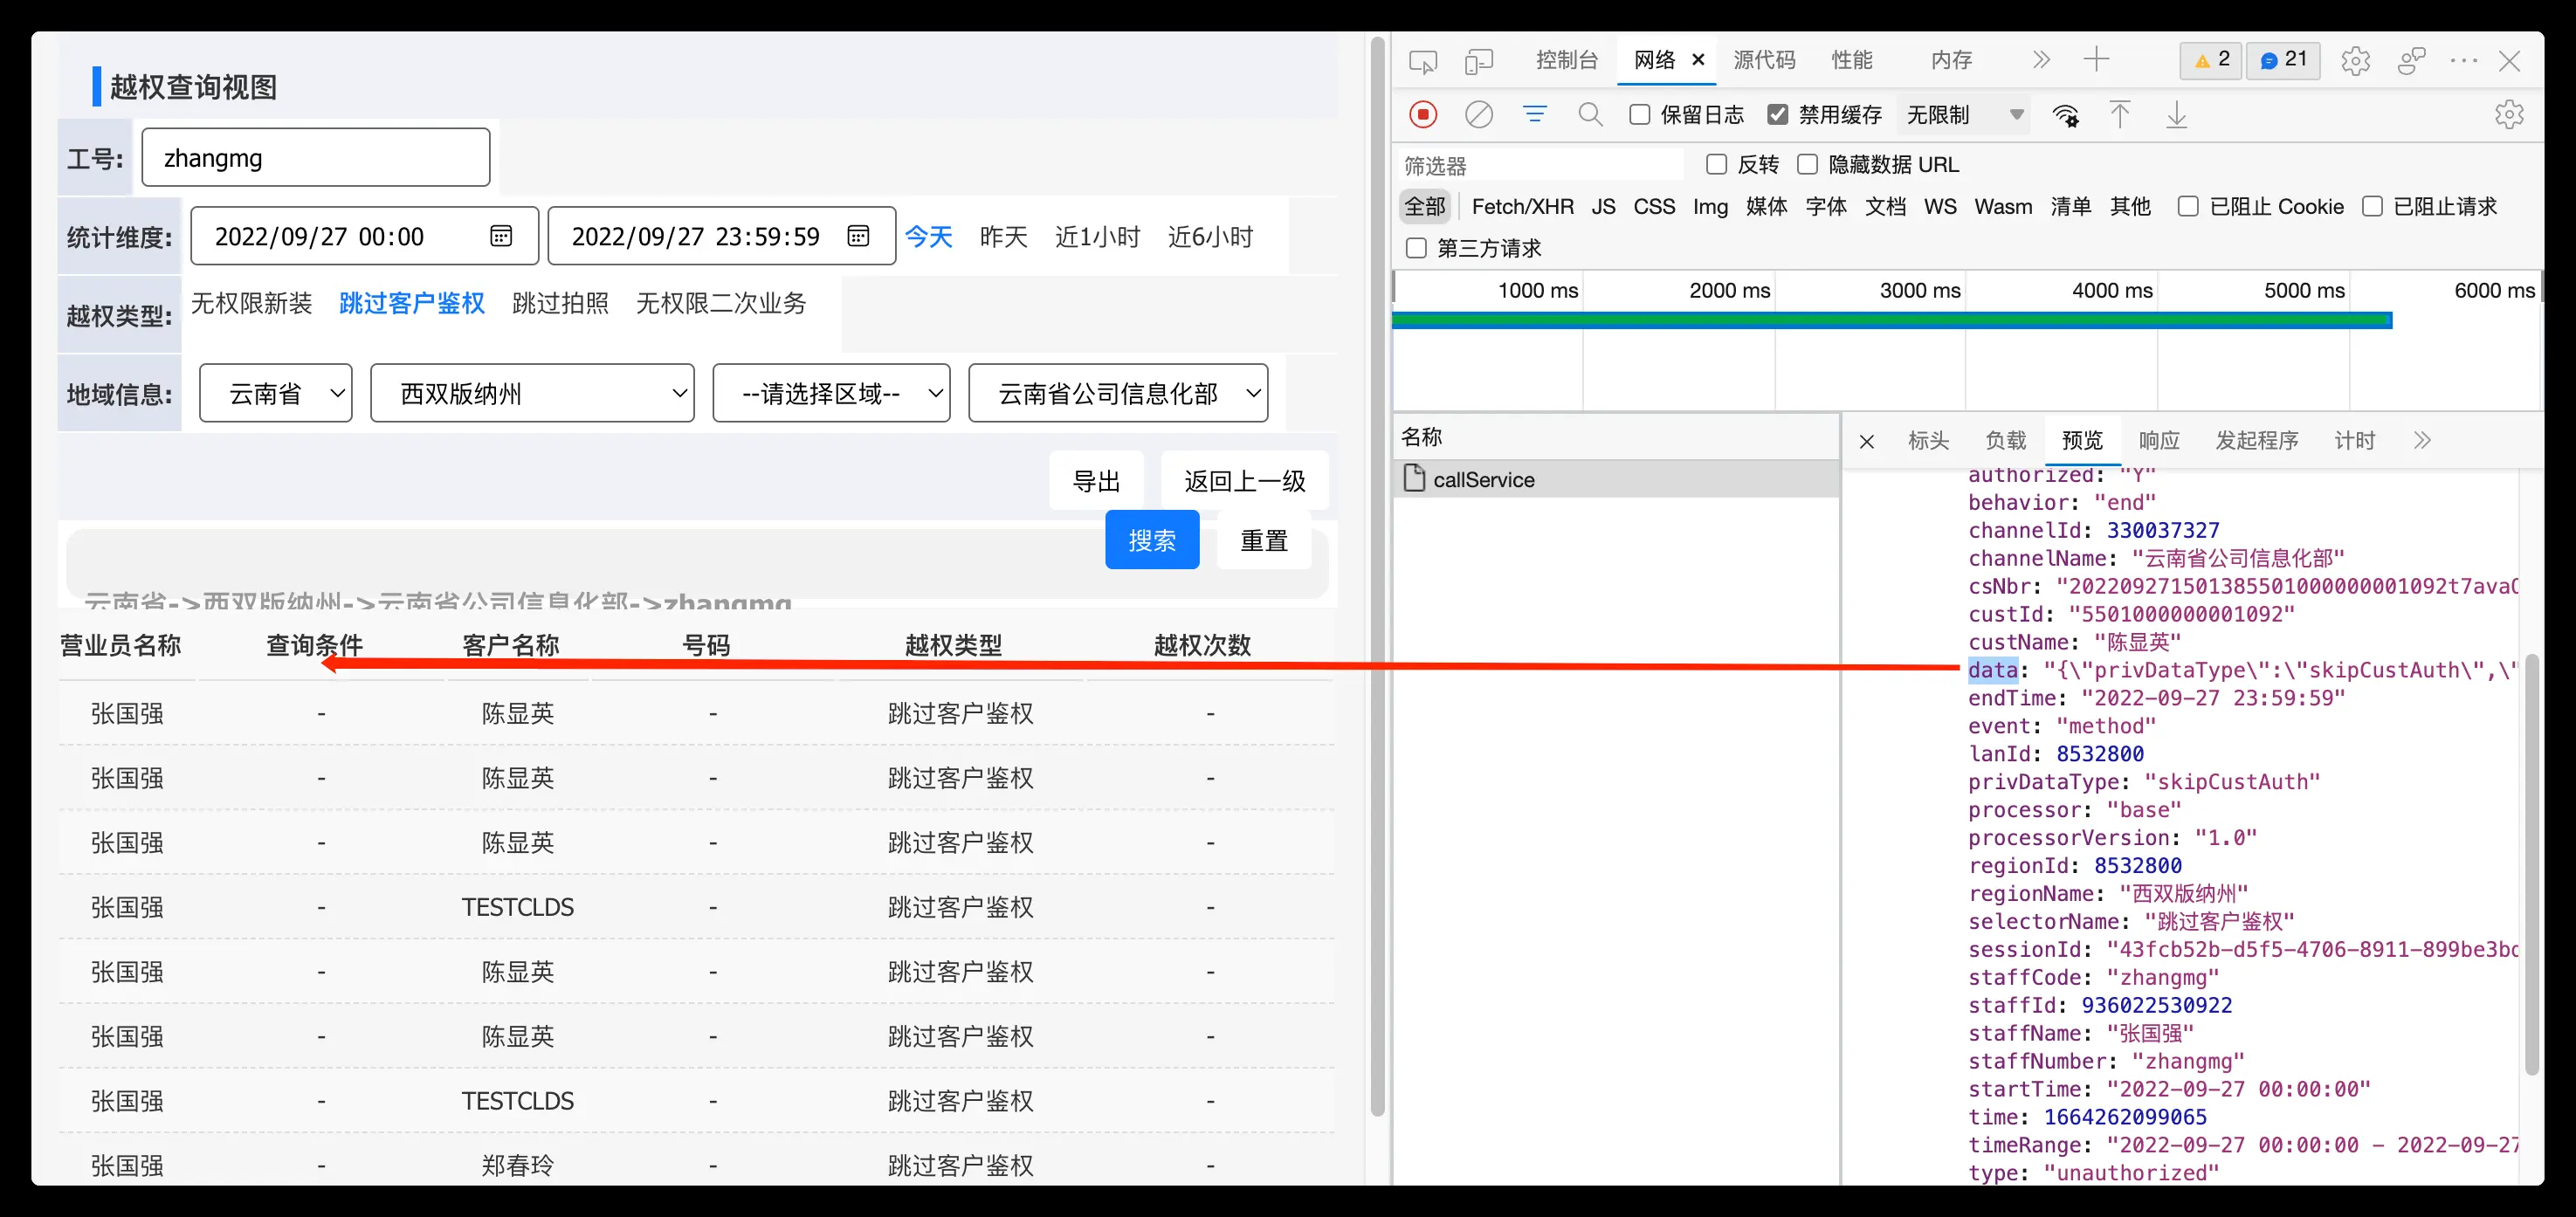 越权查询视图
工号: zhangmg
统计维度: 2022/09/27 00:00 2022/09/27 23:59:59 今天 昨天 近1小时 近6小时
越权类型: 无权限新装 跳过客户鉴权 跳过拍照 无权限二次业务
地域信息: 云南省 西双版纳州 --请选择区域-- 云南省公司信息化部
导出 返回上一级
搜索 重置
云南省->西双版纳州->云南省公司信息化部->zhangmg
营业员名称 查询条件 客户名称 号码 越权类型 越权次数
张国强 - 陈显英 - 跳过客户鉴权 -
张国强 - 陈显英 - 跳过客户鉴权 -
张国强 - 陈显英 - 跳过客户鉴权 -
张国强 - TESTCLDS - 跳过客户鉴权 -
张国强 - 陈显英 - 跳过客户鉴权 -
张国强 - 陈显英 - 跳过客户鉴权 -
张国强 - TESTCLDS - 跳过客户鉴权 -
张国强 - 郑春玲 - 跳过客户鉴权 -
控制台 网络 × 源代码 性能 内存 2 21
保留日志 禁用缓存 无限制
筛选器 反转 隐藏数据 URL
全部 Fetch/XHR JS CSS Img 媒体 字体 文档 WS Wasm 清单 其他 已阻止 Cookie 已阻止请求
第三方请求
1000 ms 2000 ms 3000 ms 4000 ms 5000 ms 6000 ms
名称
callService
标头 负载 预览 响应 发起程序 计时
authorized: "Y"
behavior: "end"
channelId: 330037327
channelName: "云南省公司信息化部"
csNbr: "202209271501385501000000001092t7ava
custId: "5501000000001092"
custName: "陈显英"
data: "{\"privDataType\":\"skipCustAuth\",\"
endTime: "2022-09-27 23:59:59"
event: "method"
lanId: 8532800
privDataType: "skipCustAuth"
processor: "base"
processorVersion: "1.0"
regionId: 8532800
regionName: "西双版纳州"
selectorName: "跳过客户鉴权"
sessionId: "43fcb52b-d5f5-4706-8911-899be3b
staffCode: "zhangmg"
staffId: 936022530922
staffName: "张国强"
staffNumber: "zhangmg"
startTime: "2022-09-27 00:00:00"
time: 1664262099065
timeRange: "2022-09-27 00:00:00 - 2022-09-27
type: "unauthorized"